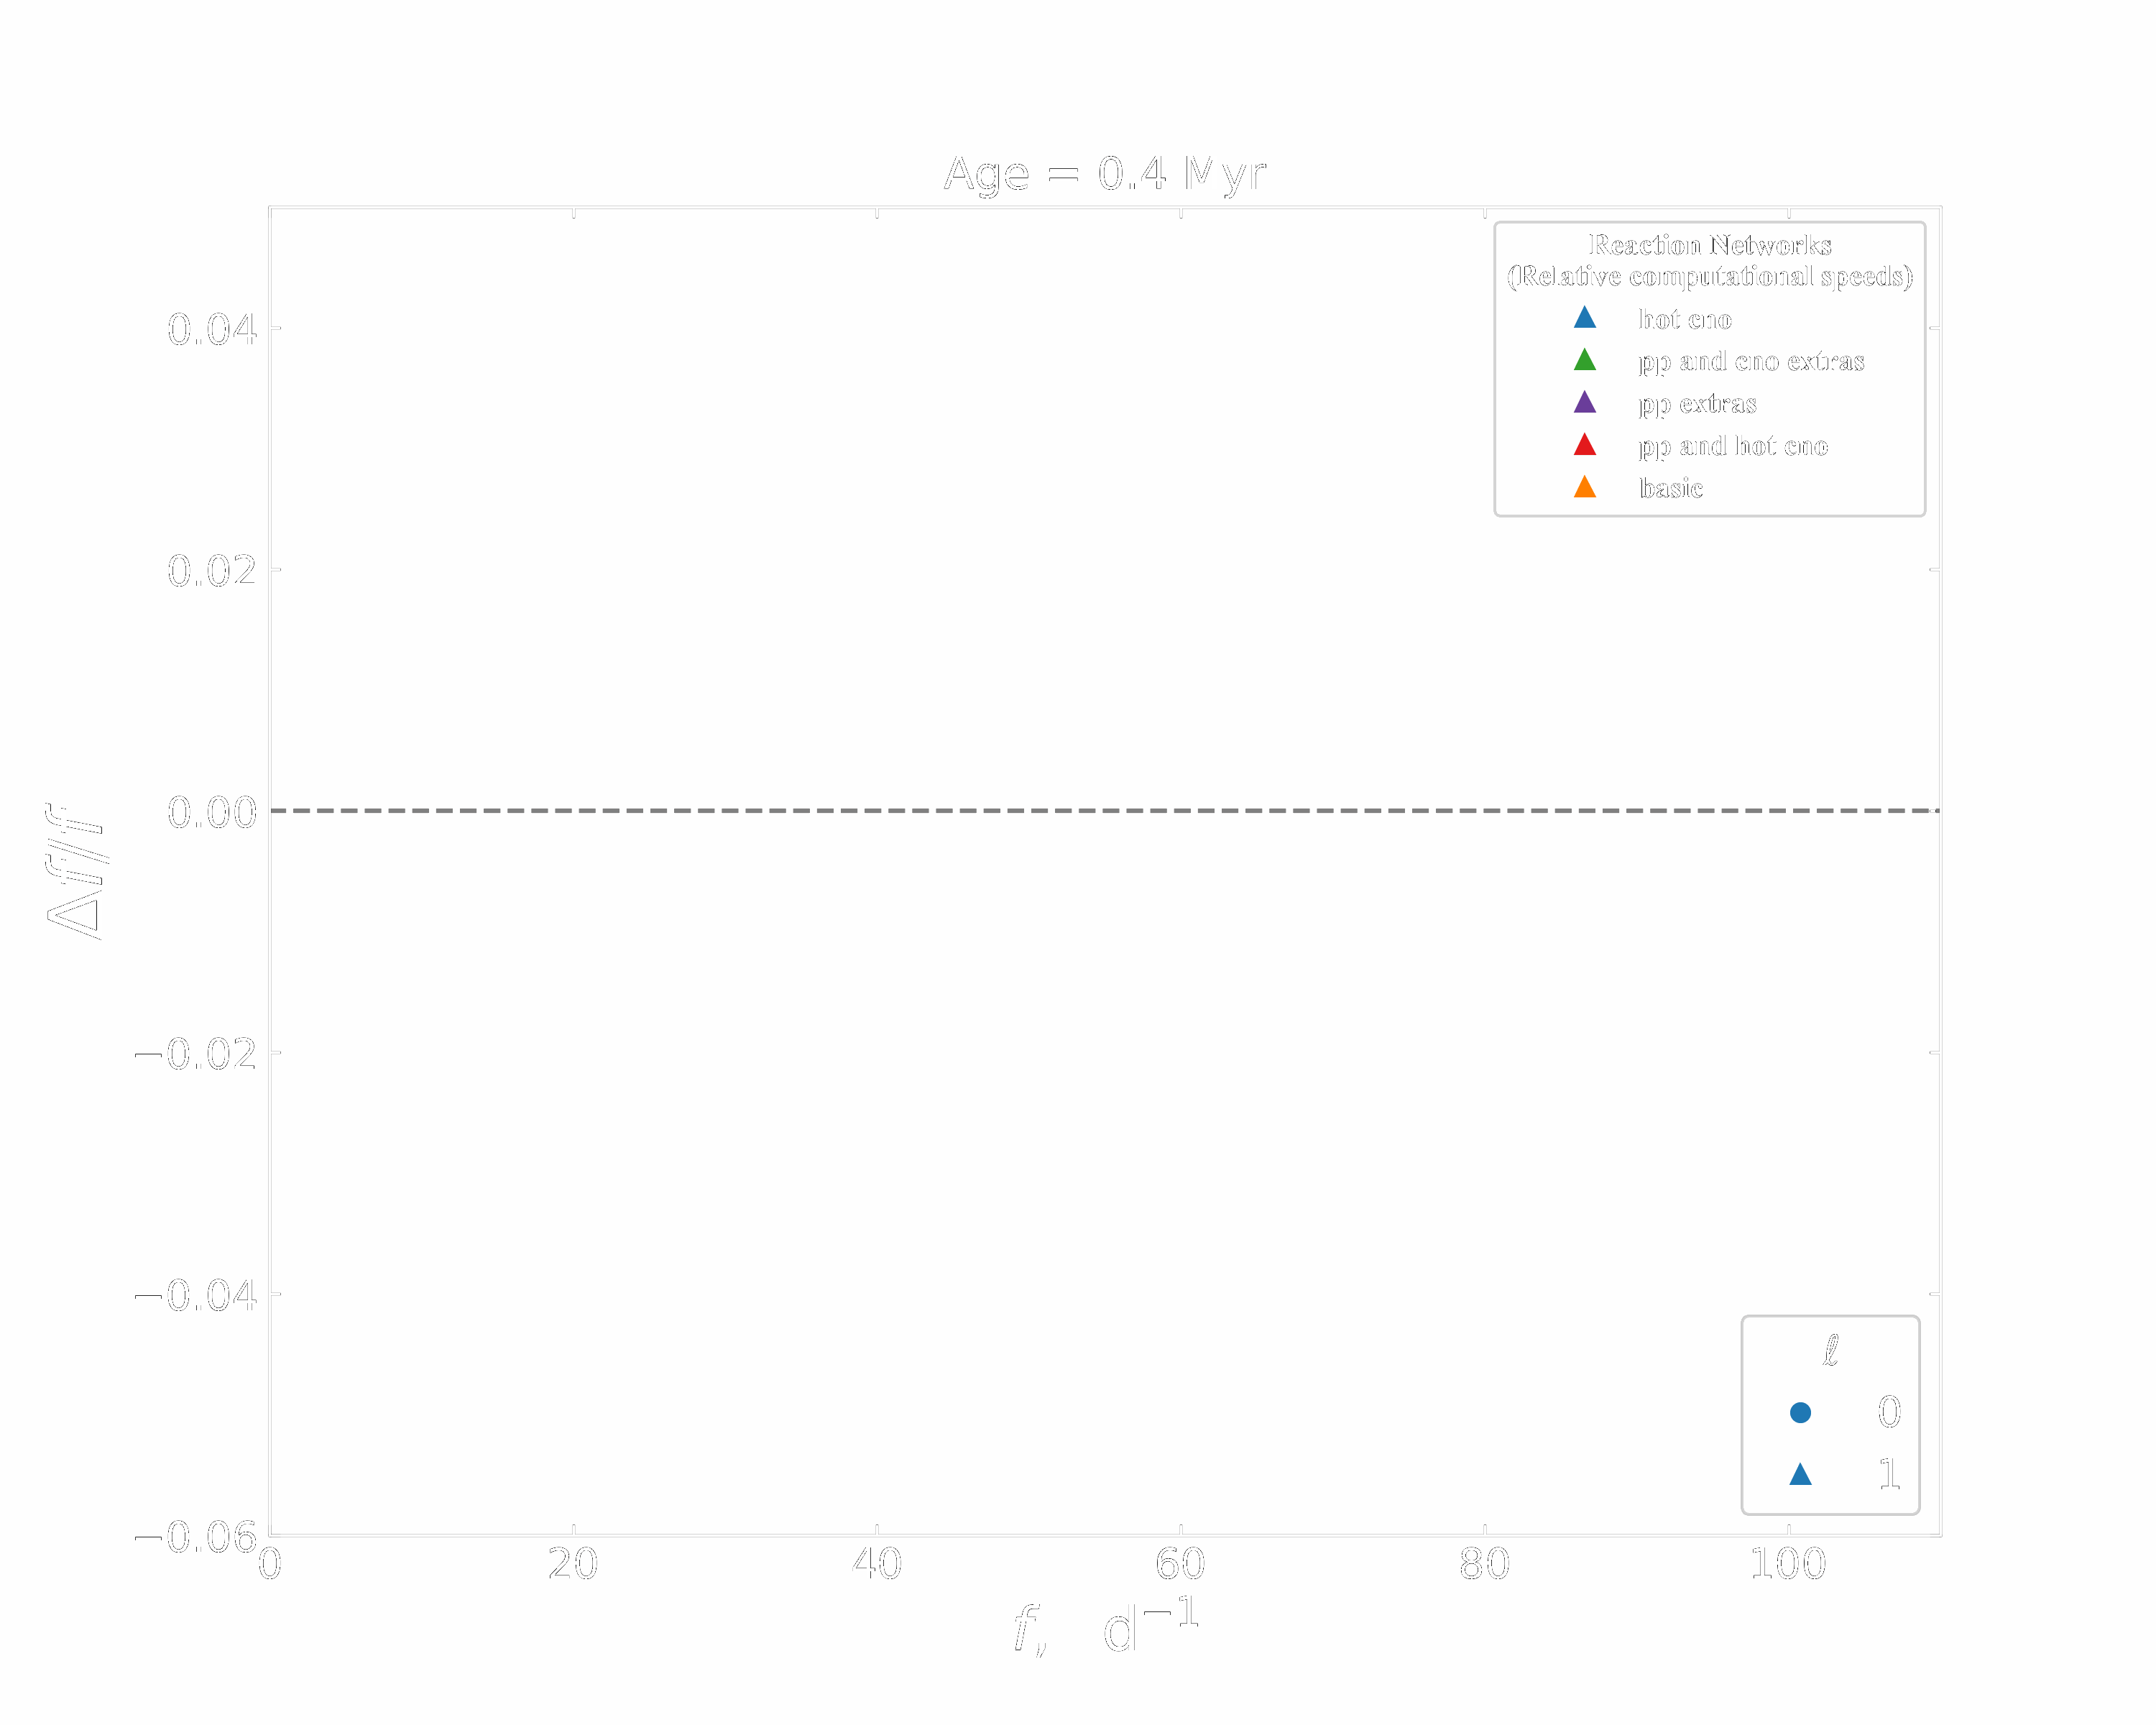 Age = 0.4 Myr
Reaction Networks
(Relative computational speeds)
hot cno
pp and cno extras
pp extras
pp and hot cno
basic
0.04
0.02
0.00
−0.02
−0.04
−0.06
Δf/f
ℓ
0
1
0 20 40 60 80 100
f, d⁻¹